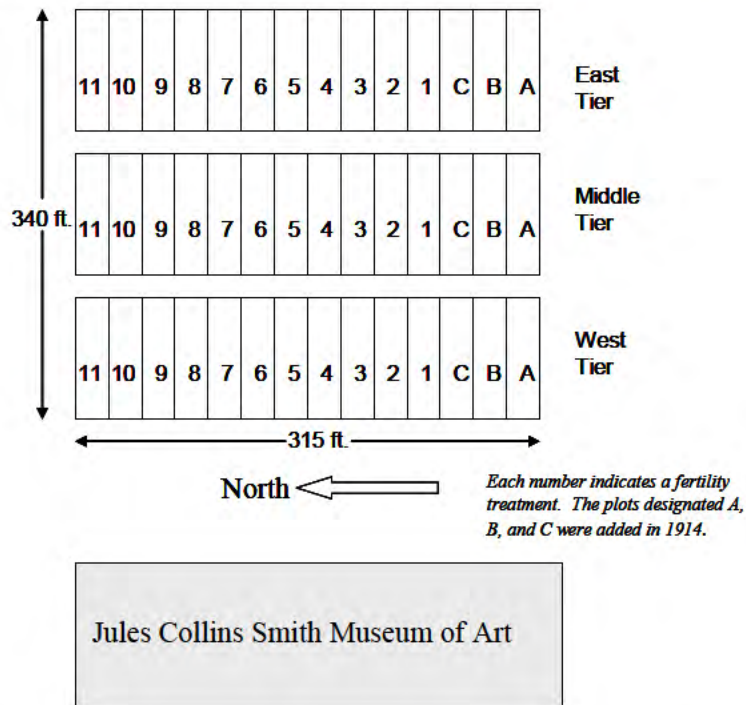 11 10 9 8 7 6 5 4 3 2 1 C B A
East
Tier
340 ft.
11 10 9 8 7 6 5 4 3 2 1 C B A
Middle
Tier
11 10 9 8 7 6 5 4 3 2 1 C B A
West
Tier
315 ft.
North
Each number indicates a fertility
treatment. The plots designated A,
B, and C were added in 1914.
Jules Collins Smith Museum of Art